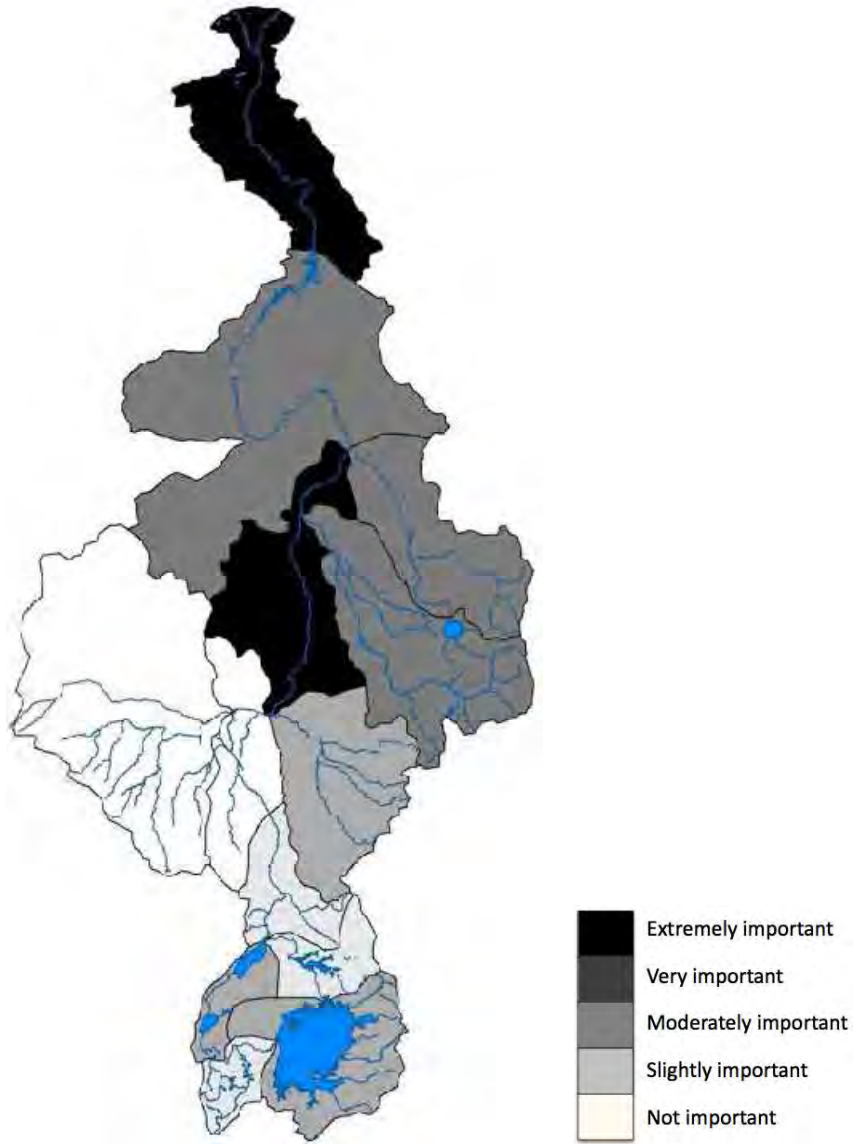 Extremely important
Very important
Moderately important
Slightly important
Not important